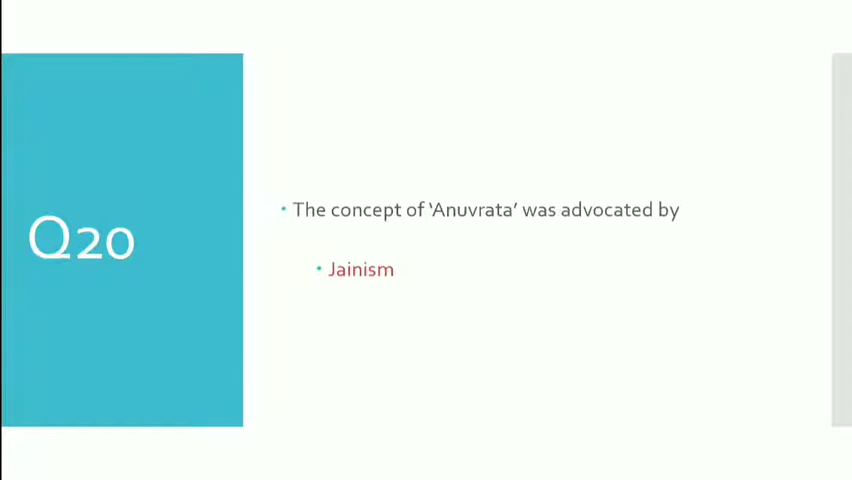 Q20
• The concept of ‘Anuvrata’ was advocated by
• Jainism